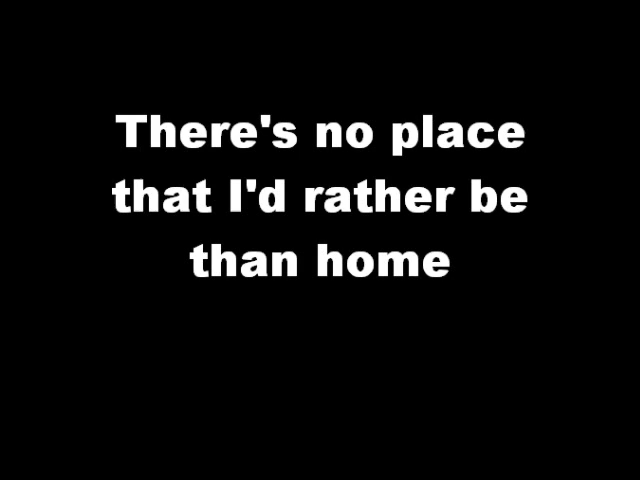 There's no place
that I'd rather be
than home